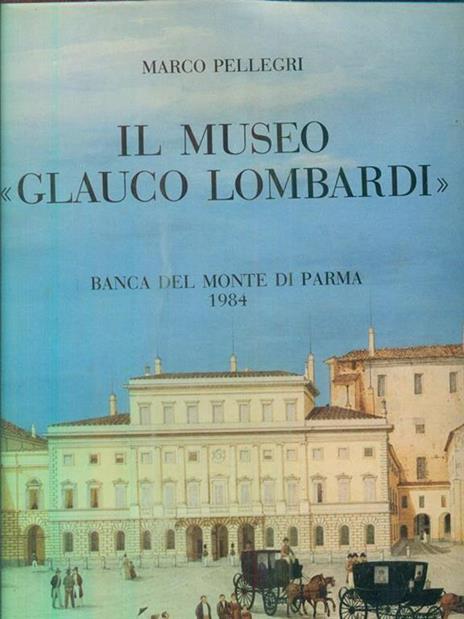 MARCO PELLEGRI
IL MUSEO
«GLAUCO LOMBARDI»
BANCA DEL MONTE DI PARMA
1984